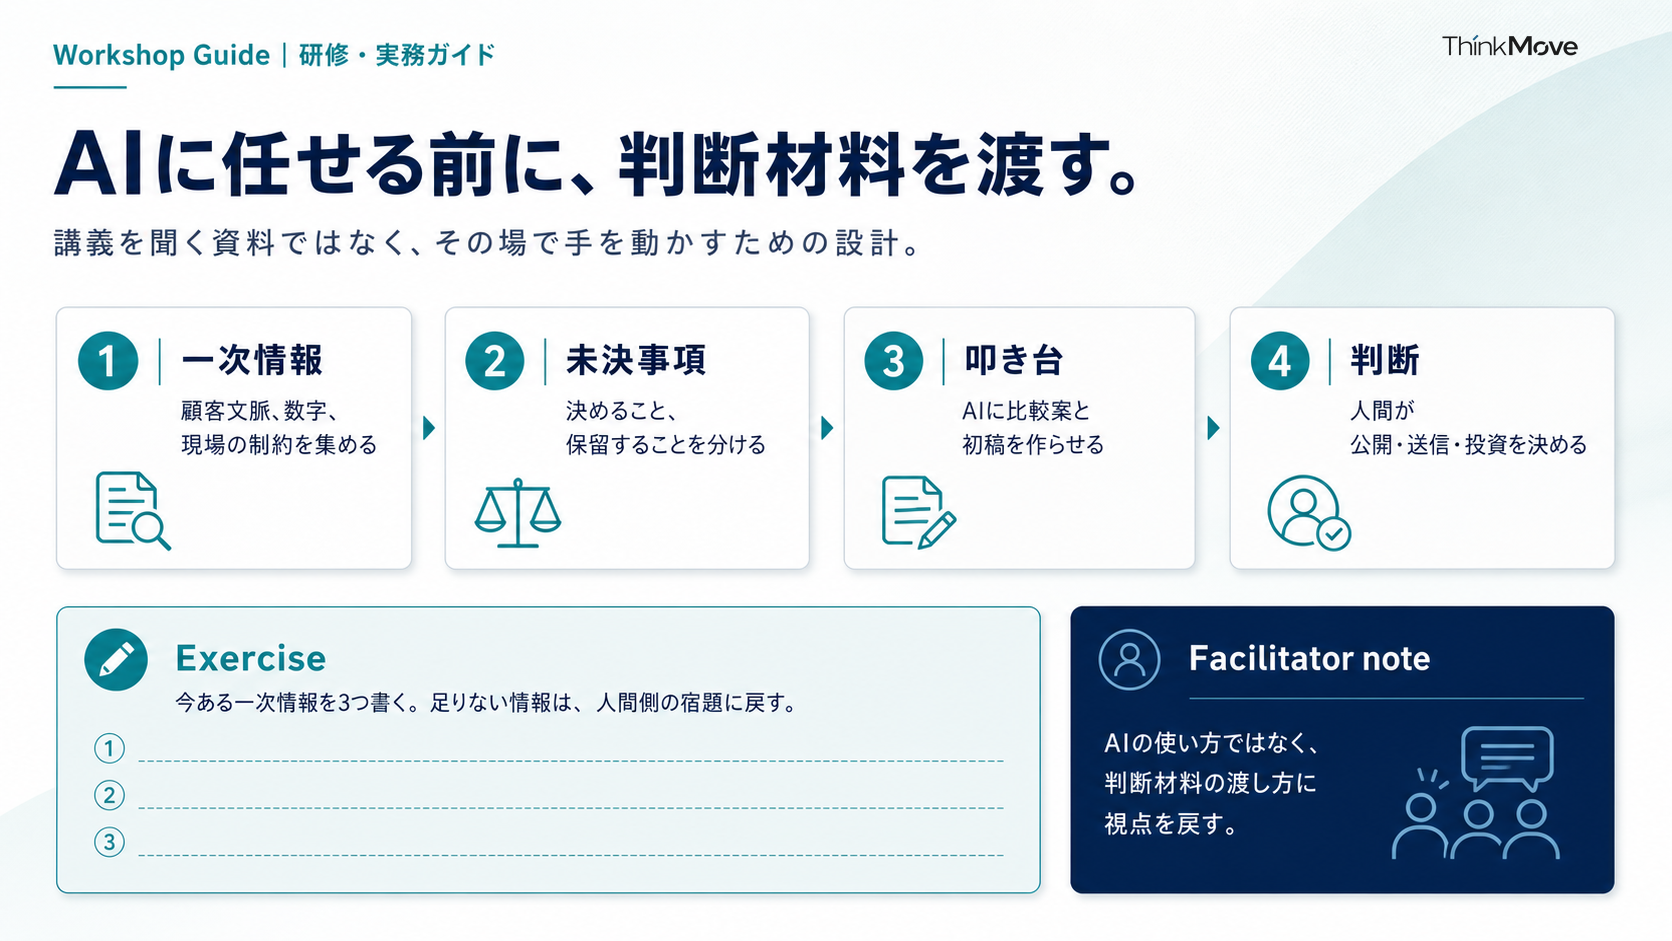 Workshop Guide｜研修・実務ガイド
ThinkMove
AIに任せる前に、判断材料を渡す。
講義を聞く資料ではなく、その場で手を動かすための設計。
1 一次情報
顧客文脈、数字、
現場の制約を集める
2 未決事項
決めること、
保留することを分ける
3 叩き台
AIに比較案と
初稿を作らせる
4 判断
人間が
公開・送信・投資を決める
Exercise
今ある一次情報を3つ書く。足りない情報は、人間側の宿題に戻す。
1
2
3
Facilitator note
AIの使い方ではなく、
判断材料の渡し方に
視点を戻す。